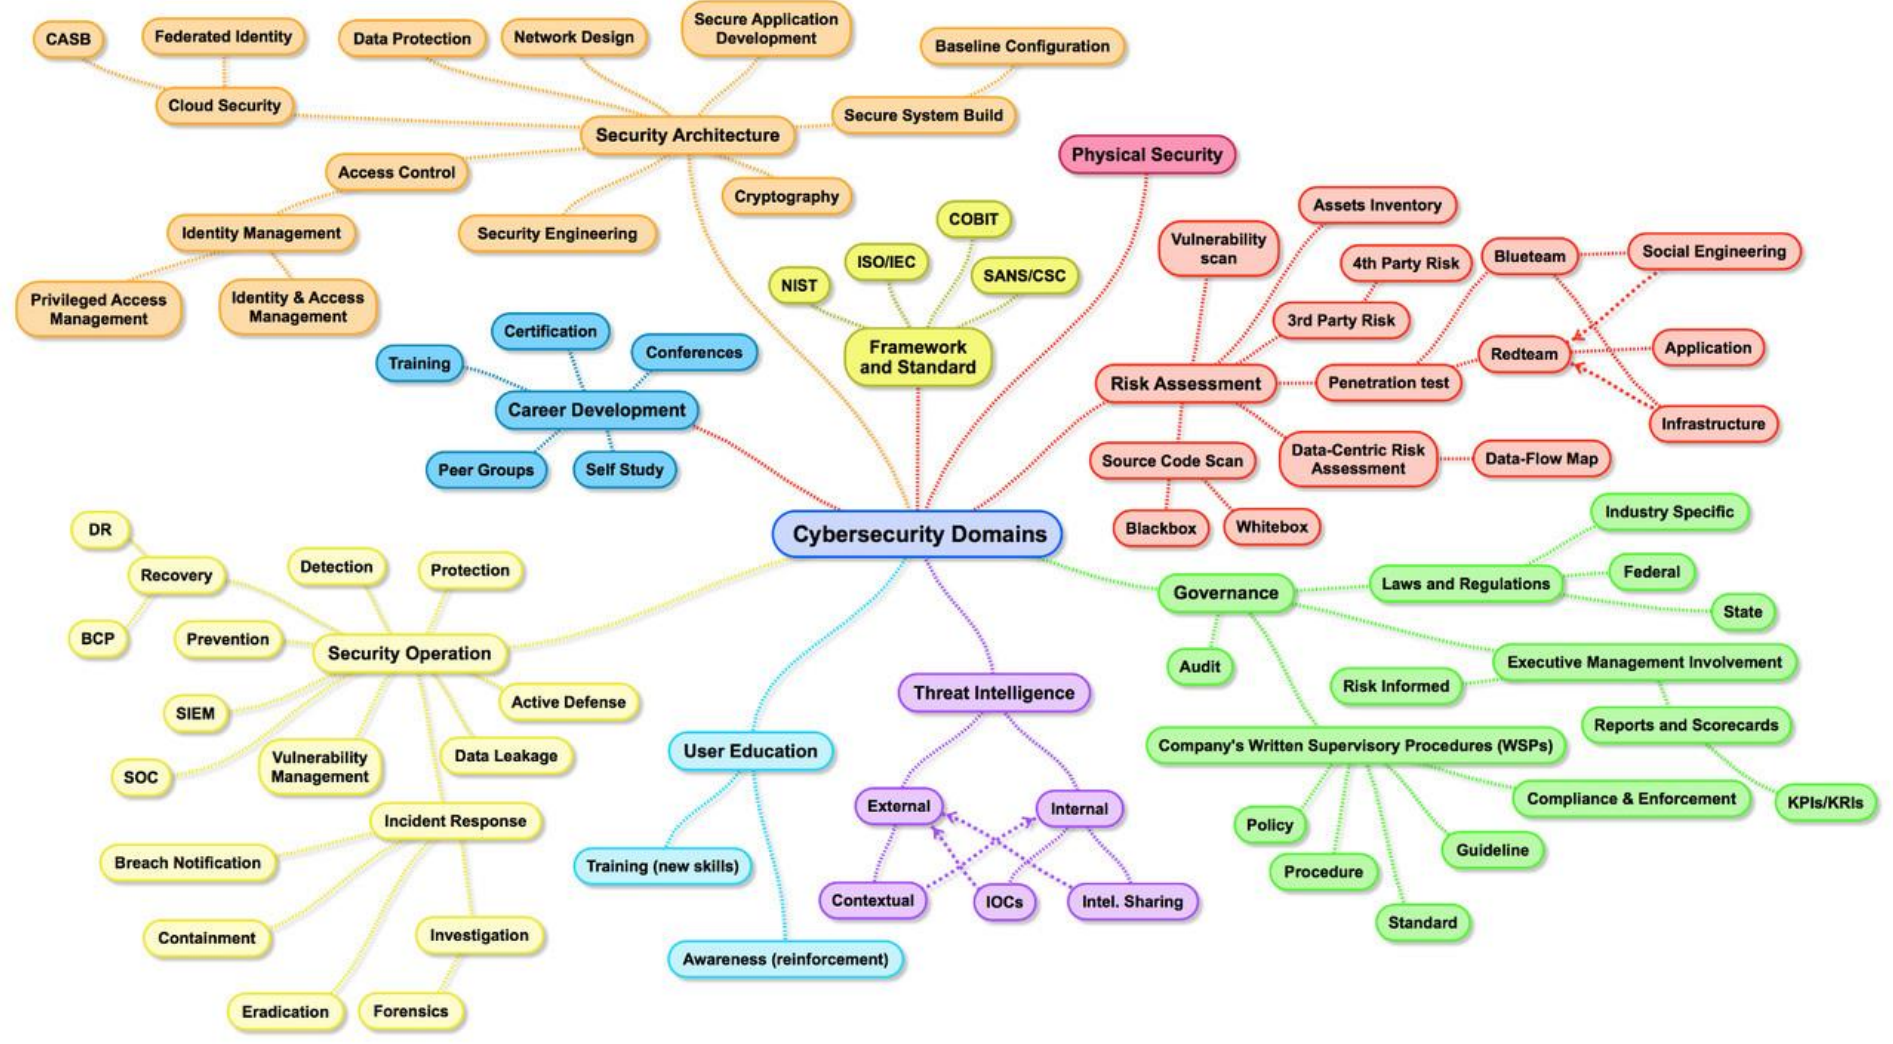 CASB
Federated Identity
Data Protection
Network Design
Secure Application
Development
Baseline Configuration
Cloud Security
Secure System Build
Security Architecture
Access Control
Cryptography
Identity Management
Security Engineering
Privileged Access
Management
Identity & Access
Management
Physical Security
COBIT
ISO/IEC
SANS/CSC
NIST
Framework
and Standard
Certification
Training
Conferences
Career Development
Peer Groups
Self Study
Assets Inventory
Vulnerability
scan
4th Party Risk
3rd Party Risk
Blueteam
Social Engineering
Redteam
Application
Risk Assessment
Penetration test
Infrastructure
Source Code Scan
Data-Centric Risk
Assessment
Data-Flow Map
Blackbox
Whitebox
Cybersecurity Domains
Industry Specific
Laws and Regulations
Federal
State
Governance
Audit
Executive Management Involvement
Risk Informed
Reports and Scorecards
Company's Written Supervisory Procedures (WSPs)
KPIs/KRIs
Compliance & Enforcement
Policy
Guideline
Procedure
Standard
DR
Recovery
BCP
Detection
Protection
Prevention
Security Operation
Active Defense
SIEM
Data Leakage
Vulnerability
Management
SOC
Incident Response
Breach Notification
Containment
Investigation
Eradication
Forensics
User Education
Training (new skills)
Awareness (reinforcement)
Threat Intelligence
External
Internal
Contextual
IOCs
Intel. Sharing